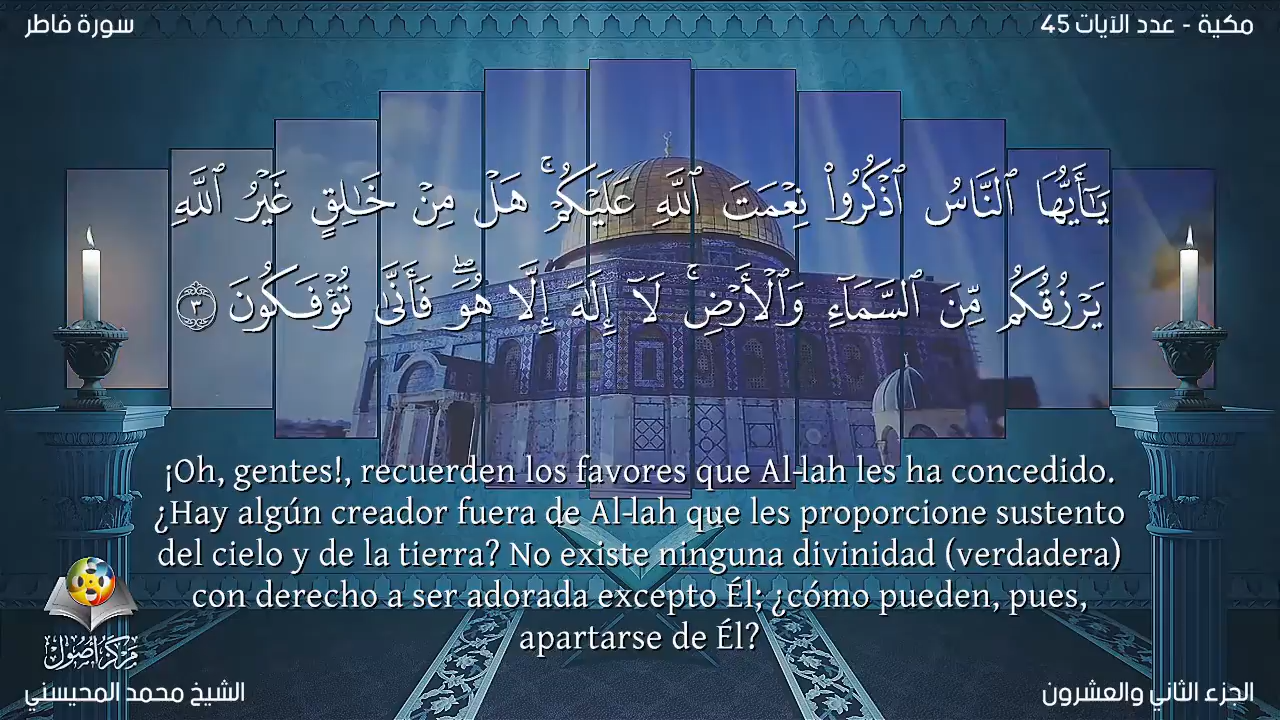 سورة فاطر
مكية - عدد الآيات 45
يَـٰٓأَيُّهَا ٱلنَّاسُ ٱذْكُرُوا۟ نِعْمَتَ ٱللَّهِ عَلَيْكُمْ ۚ هَلْ مِنْ خَـٰلِقٍ غَيْرُ ٱللَّهِ
يَرْزُقُكُم مِّنَ ٱلسَّمَآءِ وَٱلْأَرْضِ ۚ لَآ إِلَـٰهَ إِلَّا هُوَ ۖ فَأَنَّىٰ تُؤْفَكُونَ ٣
¡Oh, gentes!, recuerden los favores que Al-lah les ha concedido.
¿Hay algún creador fuera de Al-lah que les proporcione sustento
del cielo y de la tierra? No existe ninguna divinidad (verdadera)
con derecho a ser adorada excepto Él; ¿cómo pueden, pues,
apartarse de Él?
مركز أصول
الشيخ محمد المحيسني
الجزء الثاني والعشرون